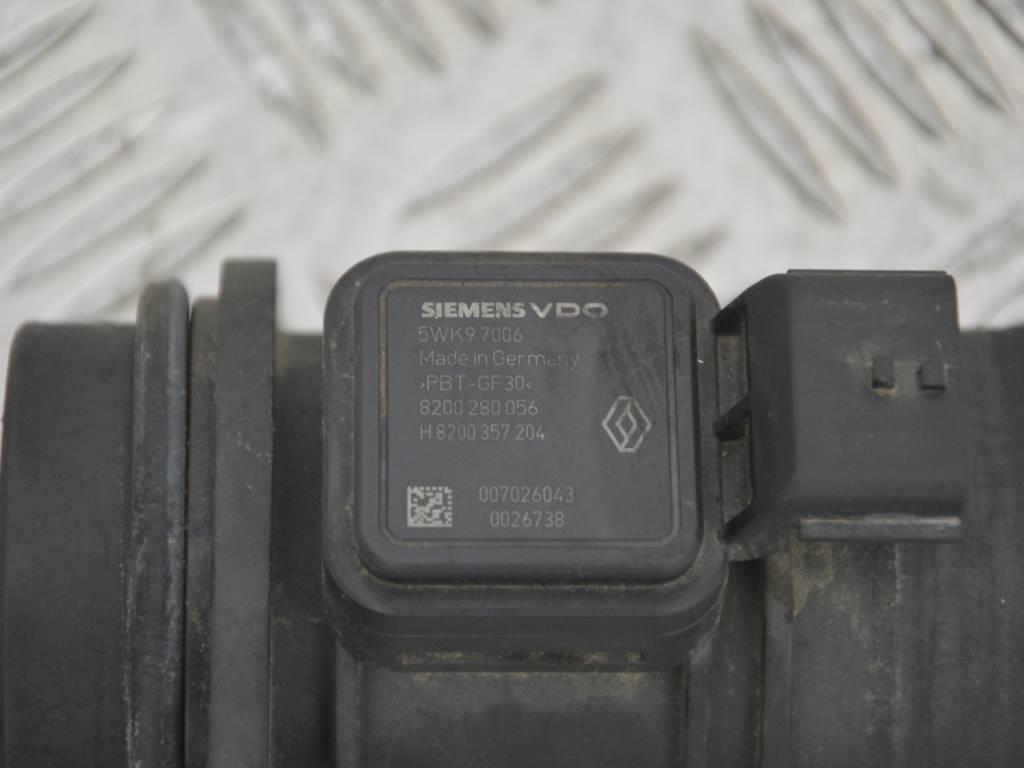 SIEMENS VDO
5WK9 7006
Made in Germany
>PBT-GF30<
8200 280 056
H 8200 357 204
007026043
0026738